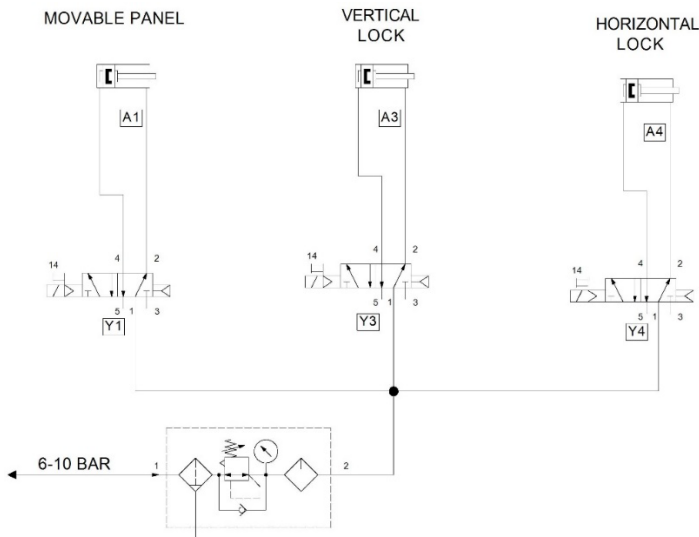 MOVABLE PANEL
VERTICAL
LOCK
HORIZONTAL
LOCK
A1
A3
A4
14
4
2
5
1
3
Y1
14
4
2
5
1
3
Y3
14
4
2
5
1
3
Y4
6-10 BAR
1
2